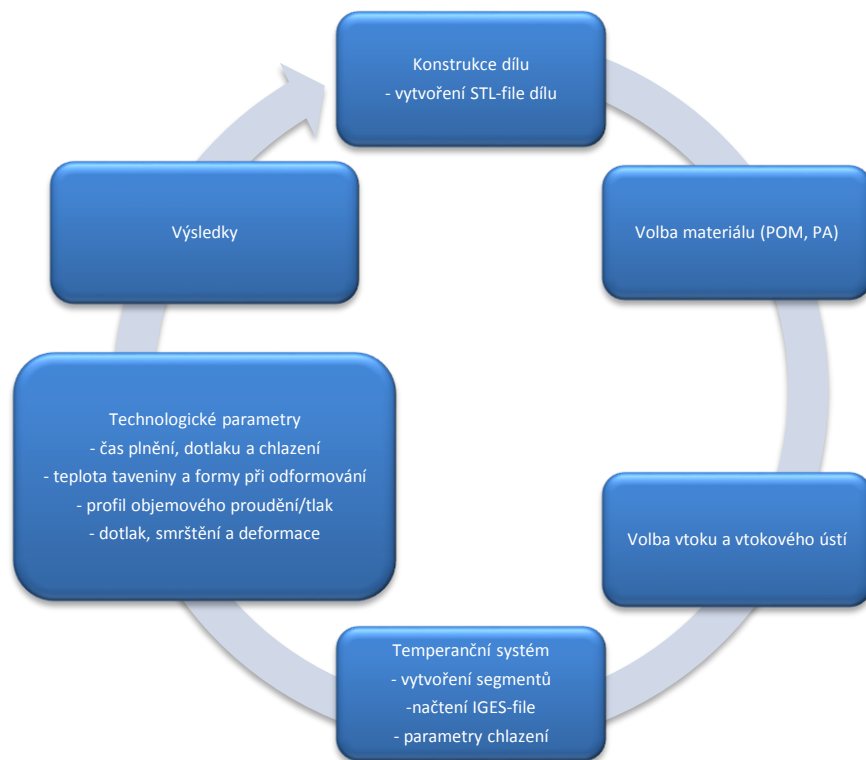 Konstrukce dílu
- vytvoření STL-file dílu
Volba materiálu (POM, PA)
Volba vtoku a vtokového ústí
Temperanční systém
- vytvoření segmentů
-načtení IGES-file
- parametry chlazení
Technologické parametry
- čas plnění, dotlaku a chlazení
- teplota taveniny a formy při odformování
- profil objemového proudění/tlak
- dotlak, smrštění a deformace
Výsledky